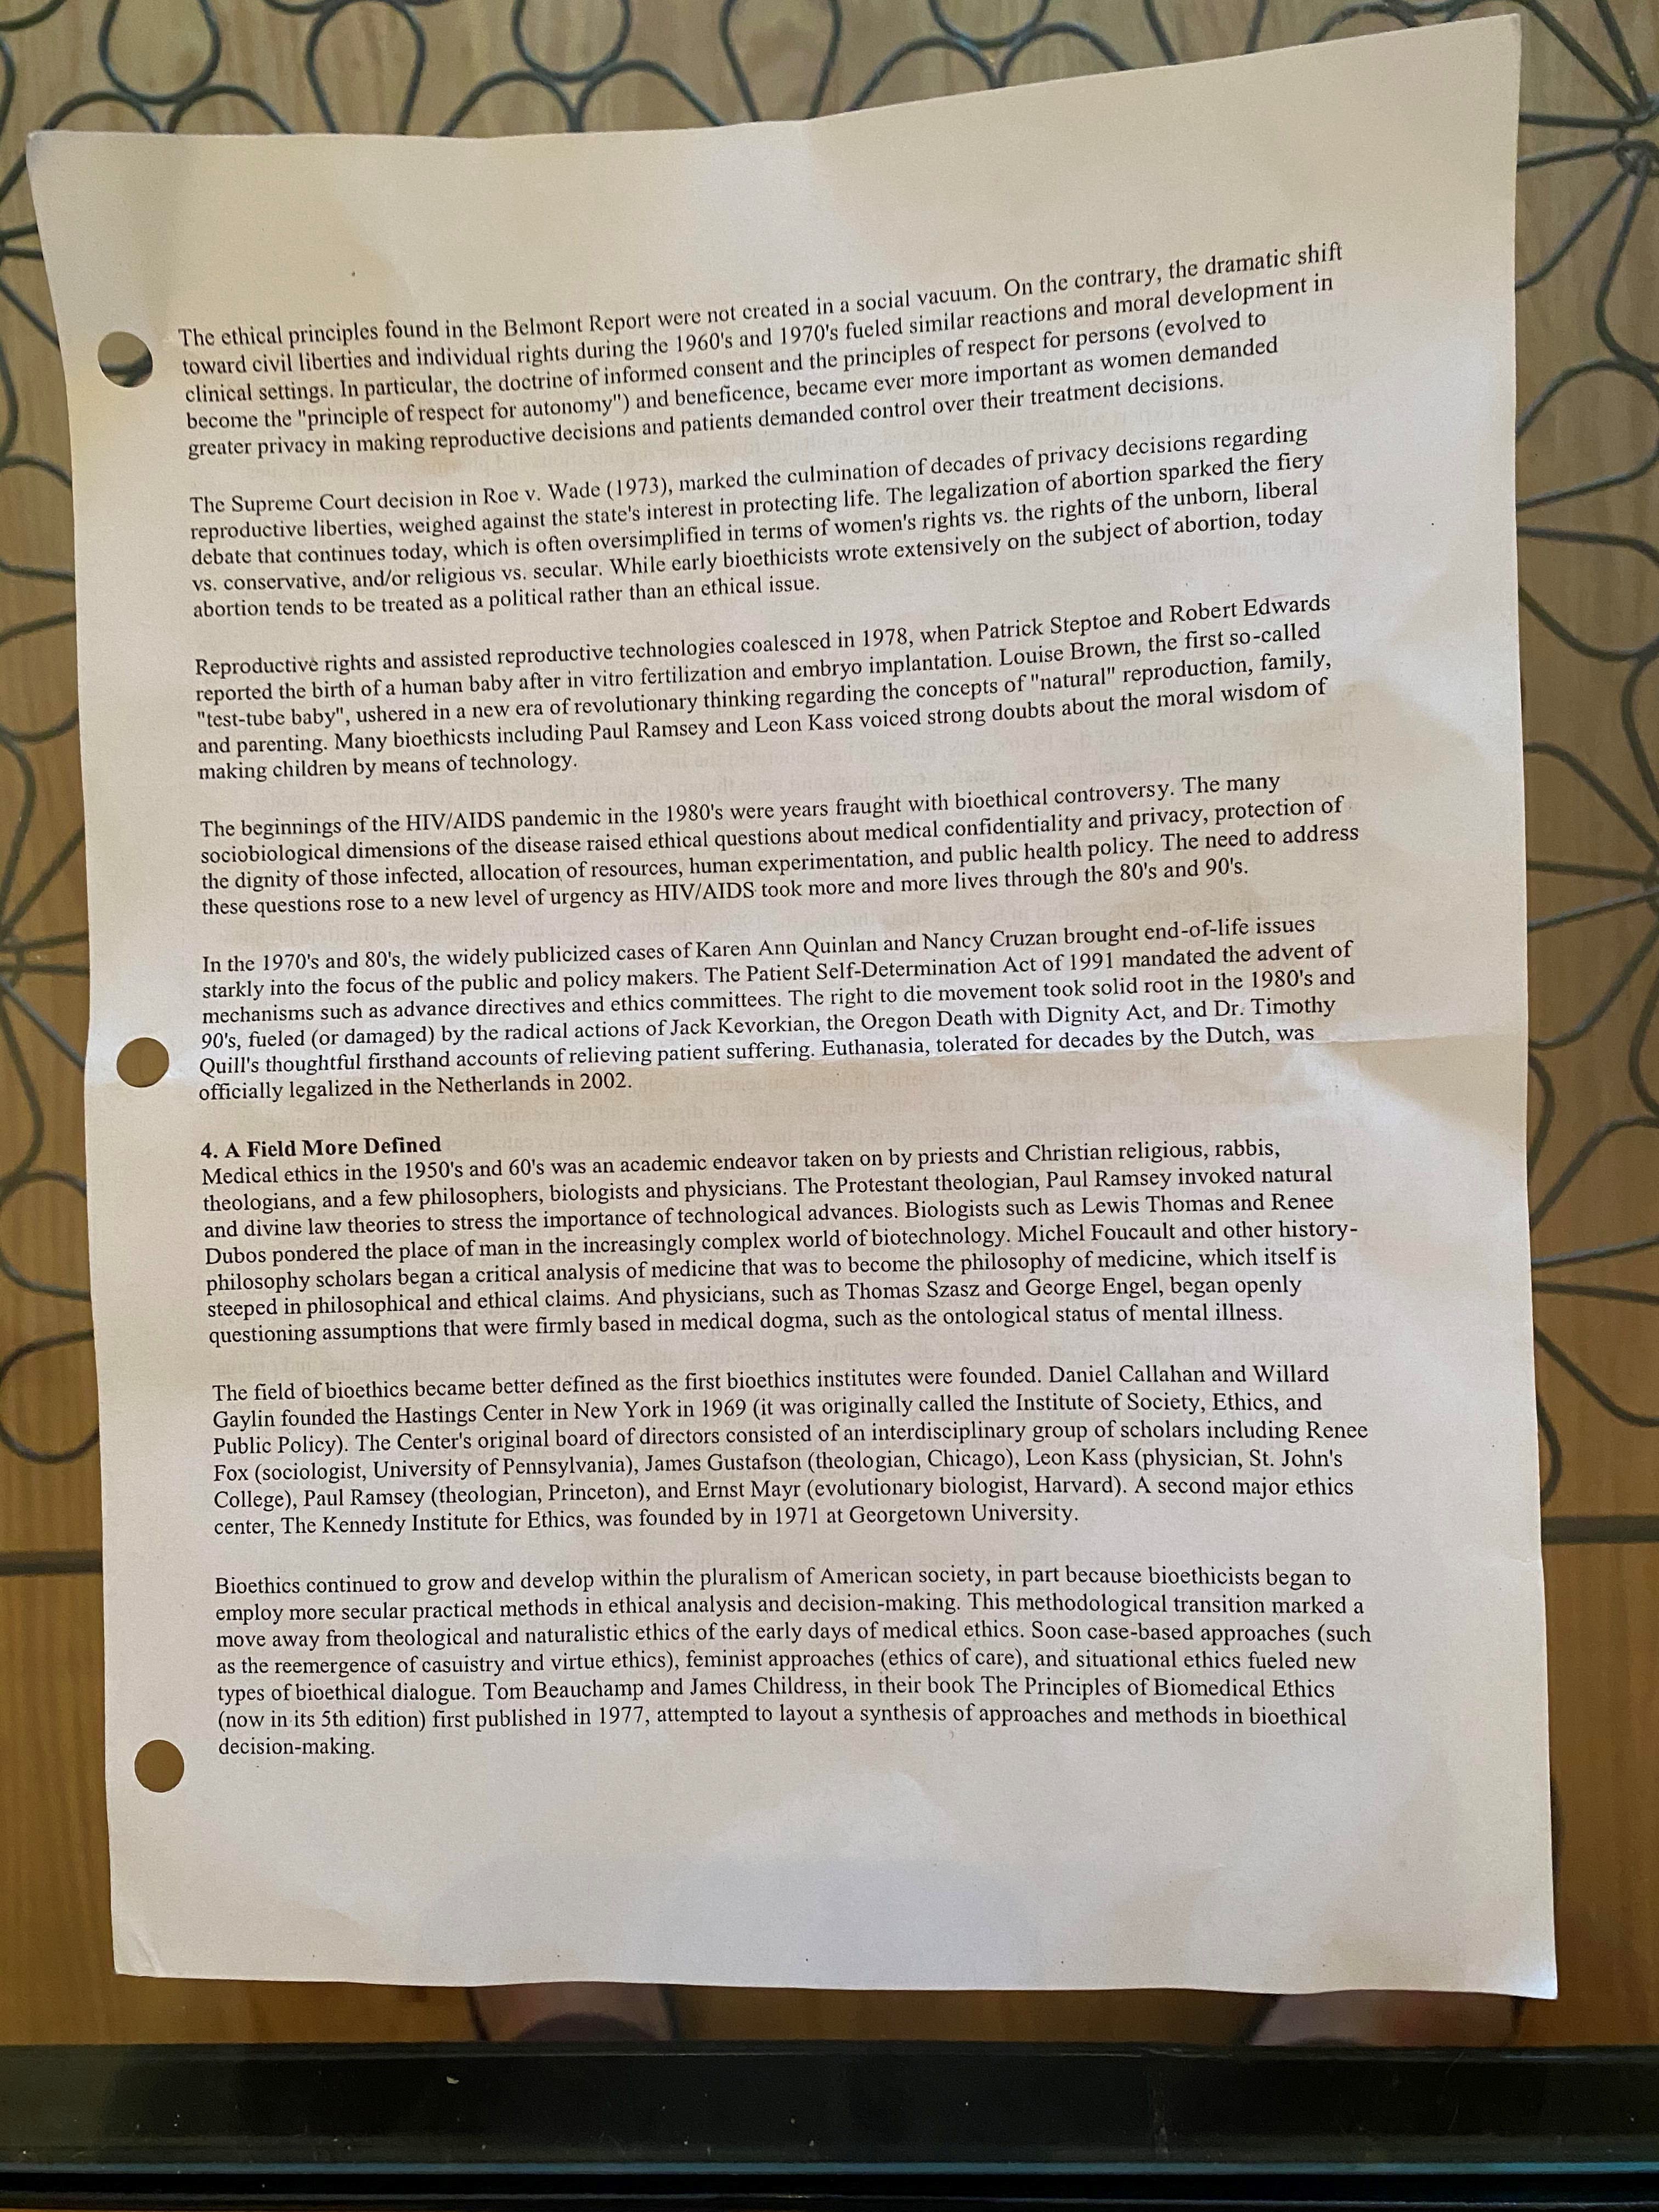 The ethical principles found in the Belmont Report were not created in a social vacuum. On the contrary, the dramatic shift
toward civil liberties and individual rights during the 1960's and 1970's fueled similar reactions and moral development in
clinical settings. In particular, the doctrine of informed consent and the principles of respect for persons (evolved to
become the "principle of respect for autonomy") and beneficence, became ever more important as women demanded
greater privacy in making reproductive decisions and patients demanded control over their treatment decisions.
The Supreme Court decision in Roe v. Wade (1973), marked the culmination of decades of privacy decisions regarding
reproductive liberties, weighed against the state's interest in protecting life. The legalization of abortion sparked the fiery
debate that continues today, which is often oversimplified in terms of women's rights vs. the rights of the unborn, liberal
vs. conservative, and/or religious vs. secular. While early bioethicists wrote extensively on the subject of abortion, today
abortion tends to be treated as a political rather than an ethical issue.
Reproductive rights and assisted reproductive technologies coalesced in 1978, when Patrick Steptoe and Robert Edwards
reported the birth of a human baby after in vitro fertilization and embryo implantation. Louise Brown, the first so-called
"test-tube baby", ushered in a new era of revolutionary thinking regarding the concepts of "natural" reproduction, family,
and parenting. Many bioethicsts including Paul Ramsey and Leon Kass voiced strong doubts about the moral wisdom of
making children by means of technology.
The beginnings of the HIV/AIDS pandemic in the 1980's were years fraught with bioethical controversy. The many
sociobiological dimensions of the disease raised ethical questions about medical confidentiality and privacy, protection of
the dignity of those infected, allocation of resources, human experimentation, and public health policy. The need to address
these questions rose to a new level of urgency as HIV/AIDS took more and more lives through the 80's and 90's.
In the 1970's and 80's, the widely publicized cases of Karen Ann Quinlan and Nancy Cruzan brought end-of-life issues
starkly into the focus of the public and policy makers. The Patient Self-Determination Act of 1991 mandated the advent of
mechanisms such as advance directives and ethics committees. The right to die movement took solid root in the 1980's and
90's, fueled (or damaged) by the radical actions of Jack Kevorkian, the Oregon Death with Dignity Act, and Dr. Timothy
Quill's thoughtful firsthand accounts of relieving patient suffering. Euthanasia, tolerated for decades by the Dutch, was
officially legalized in the Netherlands in 2002.
4. A Field More Defined
Medical ethics in the 1950's and 60's was an academic endeavor taken on by priests and Christian religious, rabbis,
theologians, and a few philosophers, biologists and physicians. The Protestant theologian, Paul Ramsey invoked natural
and divine law theories to stress the importance of technological advances. Biologists such as Lewis Thomas and Renee
Dubos pondered the place of man in the increasingly complex world of biotechnology. Michel Foucault and other history-
philosophy scholars began a critical analysis of medicine that was to become the philosophy of medicine, which itself is
steeped in philosophical and ethical claims. And physicians, such as Thomas Szasz and George Engel, began openly
questioning assumptions that were firmly based in medical dogma, such as the ontological status of mental illness.
The field of bioethics became better defined as the first bioethics institutes were founded. Daniel Callahan and Willard
Gaylin founded the Hastings Center in New York in 1969 (it was originally called the Institute of Society, Ethics, and
Public Policy). The Center's original board of directors consisted of an interdisciplinary group of scholars including Renee
Fox (sociologist, University of Pennsylvania), James Gustafson (theologian, Chicago), Leon Kass (physician, St. John's
College), Paul Ramsey (theologian, Princeton), and Ernst Mayr (evolutionary biologist, Harvard). A second major ethics
center, The Kennedy Institute for Ethics, was founded by in 1971 at Georgetown University.
Bioethics continued to grow and develop within the pluralism of American society, in part because bioethicists began to
employ more secular practical methods in ethical analysis and decision-making. This methodological transition marked a
move away from theological and naturalistic ethics of the early days of medical ethics. Soon case-based approaches (such
as the reemergence of casuistry and virtue ethics), feminist approaches (ethics of care), and situational ethics fueled new
types of bioethical dialogue. Tom Beauchamp and James Childress, in their book The Principles of Biomedical Ethics
(now in its 5th edition) first published in 1977, attempted to layout a synthesis of approaches and methods in bioethical
decision-making.